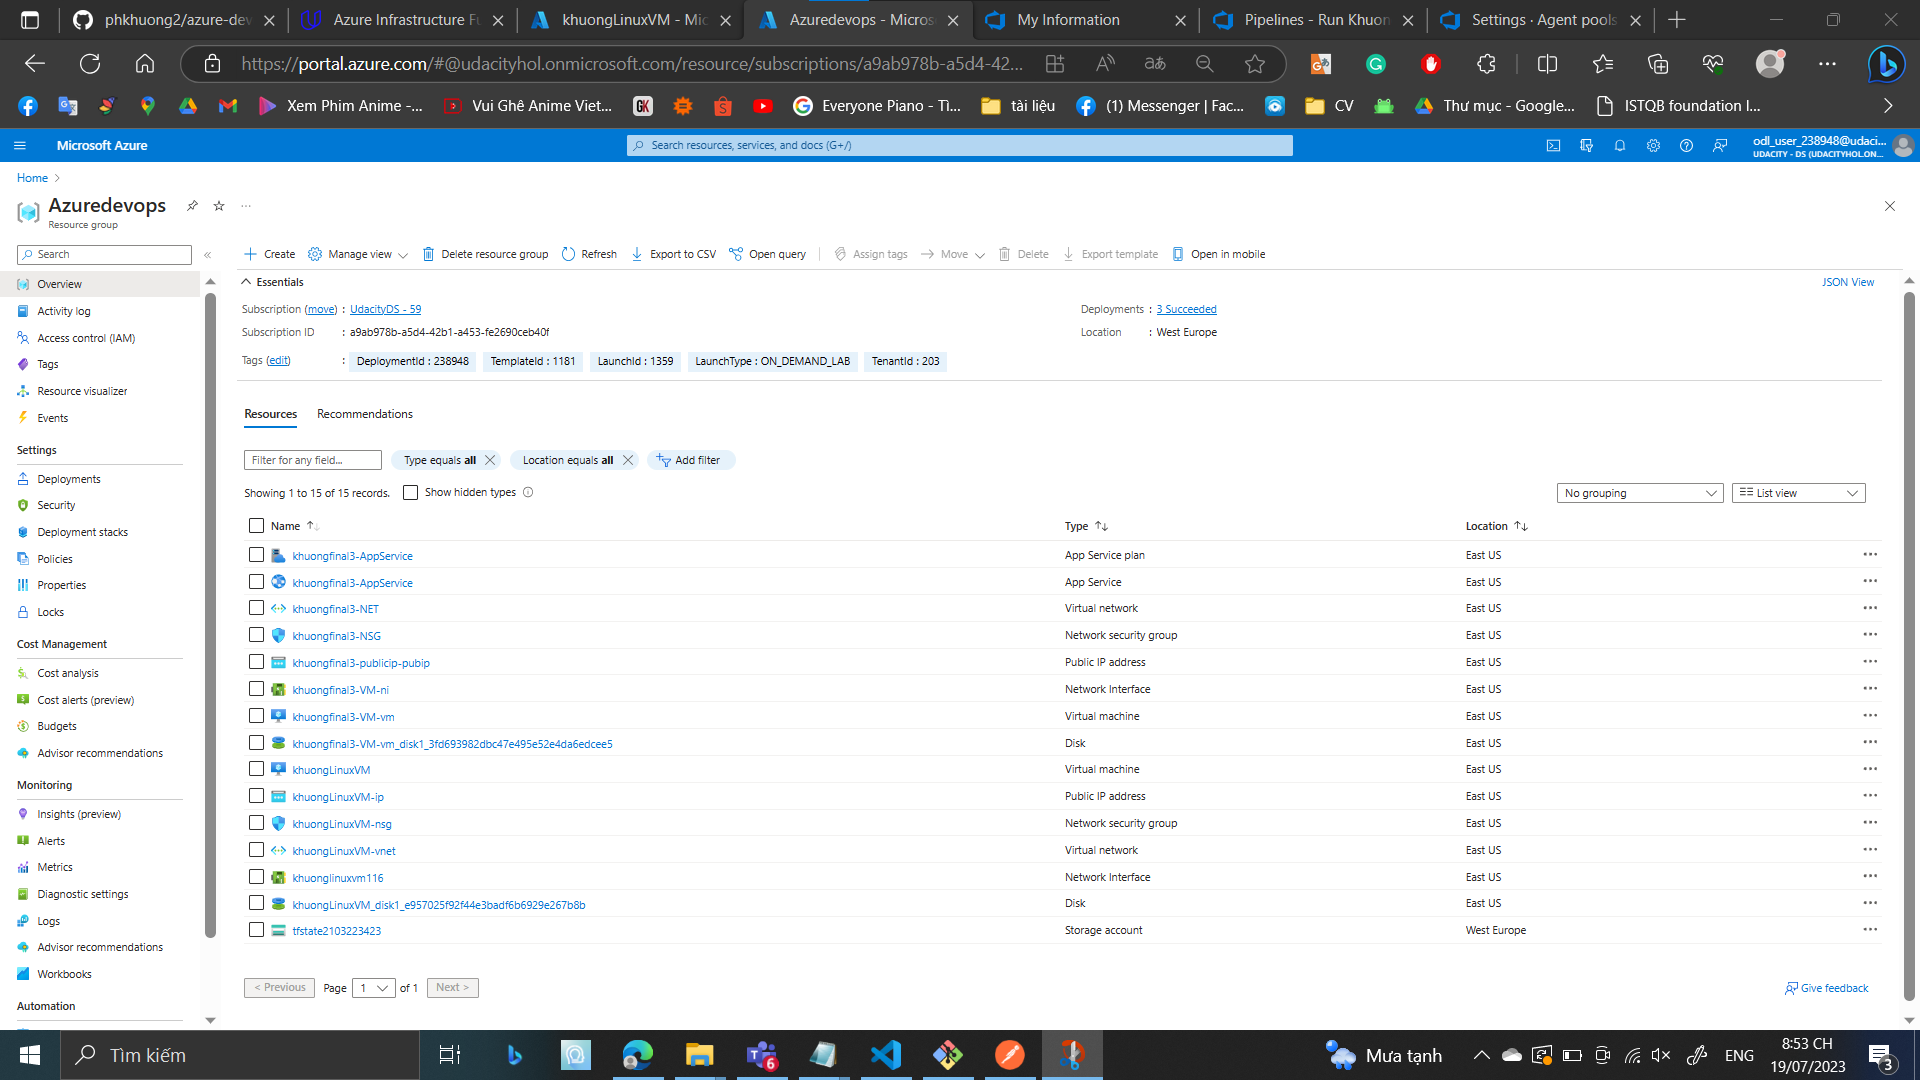 phkhuong2/azure-dev
Azure Infrastructure Fu
khuongLinuxVM - Mic
Azuredevops - Micros
My Information
Pipelines - Run Khuon
Settings · Agent pools
https://portal.azure.com/#@udacityhol.onmicrosoft.com/resource/subscriptions/a9ab978b-a5d4-42...
Xem Phim Anime -...
Vui Ghê Anime Viet...
Everyone Piano - Tì...
tài liệu
(1) Messenger | Fac...
CV
Thư mục - Google...
ISTQB foundation l...
Microsoft Azure
Search resources, services, and docs (G+/)
odl_user_238948@udaci...
UDACITY - DS (UDACITYHOL.ON...
Home
Azuredevops
Resource group
Search
Create
Manage view
Delete resource group
Refresh
Export to CSV
Open query
Assign tags
Move
Delete
Export template
Open in mobile
Overview
Activity log
Access control (IAM)
Tags
Resource visualizer
Events
Settings
Deployments
Security
Deployment stacks
Policies
Properties
Locks
Cost Management
Cost analysis
Cost alerts (preview)
Budgets
Advisor recommendations
Monitoring
Insights (preview)
Alerts
Metrics
Diagnostic settings
Logs
Advisor recommendations
Workbooks
Automation
Essentials
JSON View
Subscription (move) : UdacityDS - 59
Deployments : 3 Succeeded
Subscription ID : a9ab978b-a5d4-42b1-a453-fe2690ceb40f
Location : West Europe
Tags (edit) : DeploymentId : 238948 TemplateId : 1181 LaunchId : 1359 LaunchType : ON_DEMAND_LAB TenantId : 203
Resources Recommendations
Filter for any field...
Type equals all
Location equals all
Add filter
Showing 1 to 15 of 15 records.
Show hidden types
No grouping
List view
Name Type Location
khuongfinal3-AppService App Service plan East US
khuongfinal3-AppService App Service East US
khuongfinal3-NET Virtual network East US
khuongfinal3-NSG Network security group East US
khuongfinal3-publicip-pubip Public IP address East US
khuongfinal3-VM-ni Network Interface East US
khuongfinal3-VM-vm Virtual machine East US
khuongfinal3-VM-vm_disk1_3fd693982dbc47e495e52e4da6edcee5 Disk East US
khuongLinuxVM Virtual machine East US
khuongLinuxVM-ip Public IP address East US
khuongLinuxVM-nsg Network security group East US
khuongLinuxVM-vnet Virtual network East US
khuonglinuxvm116 Network Interface East US
khuongLinuxVM_disk1_e957025f92f44e3badf6b6929e267b8b Disk East US
tfstate2103223423 Storage account West Europe
< Previous Page 1 of 1 Next >
Give feedback
Tìm kiếm
6
Mưa tạnh
ENG
8:53 CH
19/07/2023
3